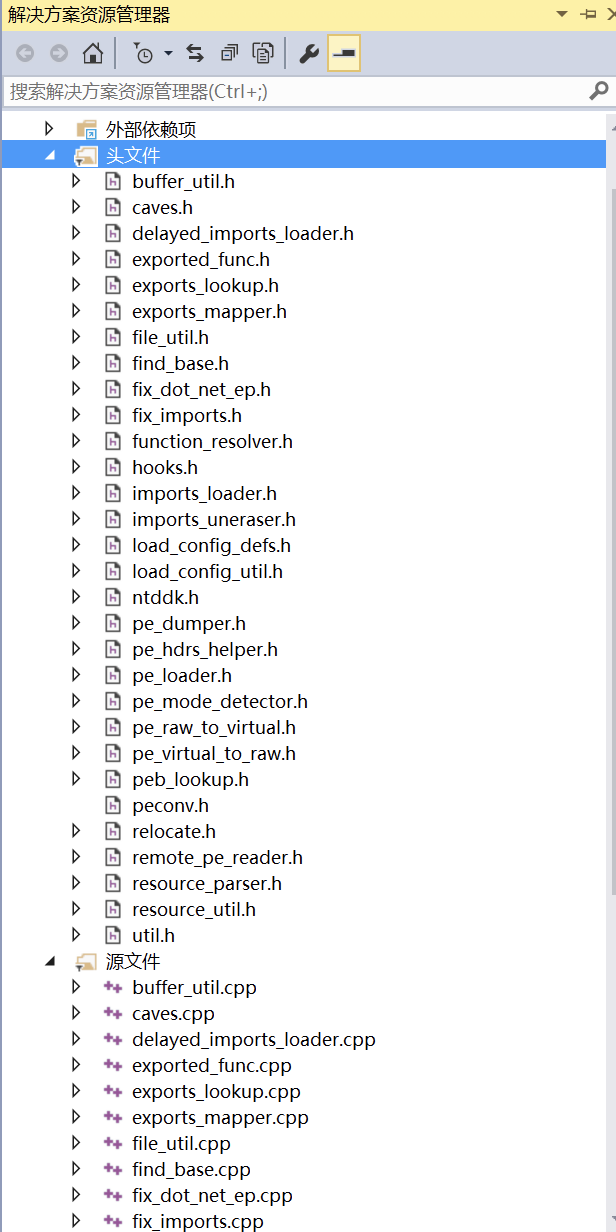 解决方案资源管理器
搜索解决方案资源管理器(Ctrl+;)
外部依赖项
头文件
buffer_util.h
caves.h
delayed_imports_loader.h
exported_func.h
exports_lookup.h
exports_mapper.h
file_util.h
find_base.h
fix_dot_net_ep.h
fix_imports.h
function_resolver.h
hooks.h
imports_loader.h
imports_uneraser.h
load_config_defs.h
load_config_util.h
ntddk.h
pe_dumper.h
pe_hdrs_helper.h
pe_loader.h
pe_mode_detector.h
pe_raw_to_virtual.h
pe_virtual_to_raw.h
peb_lookup.h
peconv.h
relocate.h
remote_pe_reader.h
resource_parser.h
resource_util.h
util.h
源文件
buffer_util.cpp
caves.cpp
delayed_imports_loader.cpp
exported_func.cpp
exports_lookup.cpp
exports_mapper.cpp
file_util.cpp
find_base.cpp
fix_dot_net_ep.cpp
fix_imports.cpp